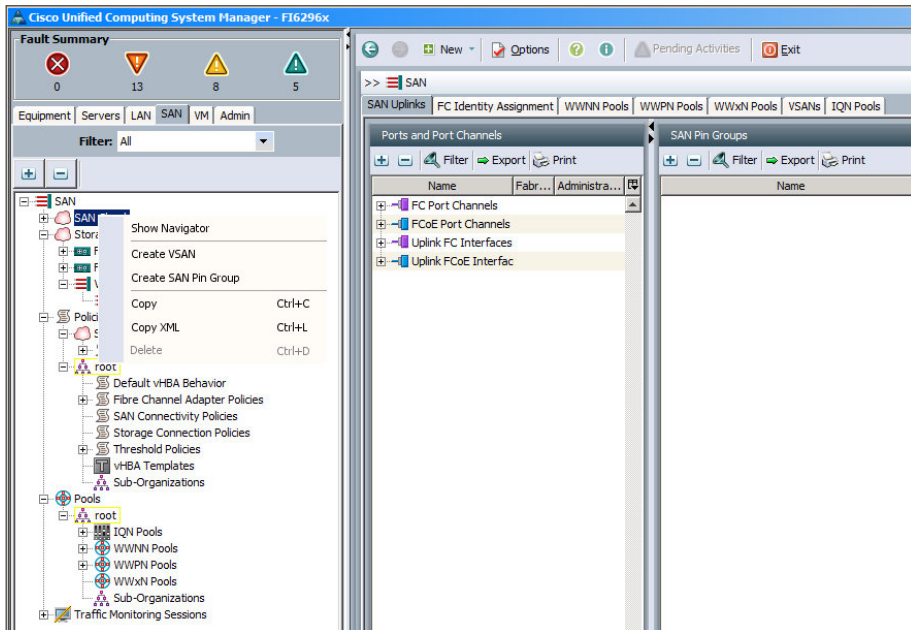 Cisco Unified Computing System Manager - FI6296x
Fault Summary
0 13 8 5
Equipment Servers LAN SAN VM Admin
Filter: All
SAN
SAN
Stora
F
F
V
Polici
S
root
Default vHBA Behavior
Fibre Channel Adapter Policies
SAN Connectivity Policies
Storage Connection Policies
Threshold Policies
vHBA Templates
Sub-Organizations
Pools
root
IQN Pools
WWNN Pools
WWPN Pools
WWxN Pools
Sub-Organizations
Traffic Monitoring Sessions
Show Navigator
Create VSAN
Create SAN Pin Group
Copy Ctrl+C
Copy XML Ctrl+L
Delete Ctrl+D
New Options ? i Pending Activities Exit
>> SAN
SAN Uplinks FC Identity Assignment WWNN Pools WWPN Pools WWxN Pools VSANs IQN Pools
Ports and Port Channels
Filter Export Print
Name Fabr... Administra...
FC Port Channels
FCoE Port Channels
Uplink FC Interfaces
Uplink FCoE Interfac
SAN Pin Groups
Filter Export Print
Name